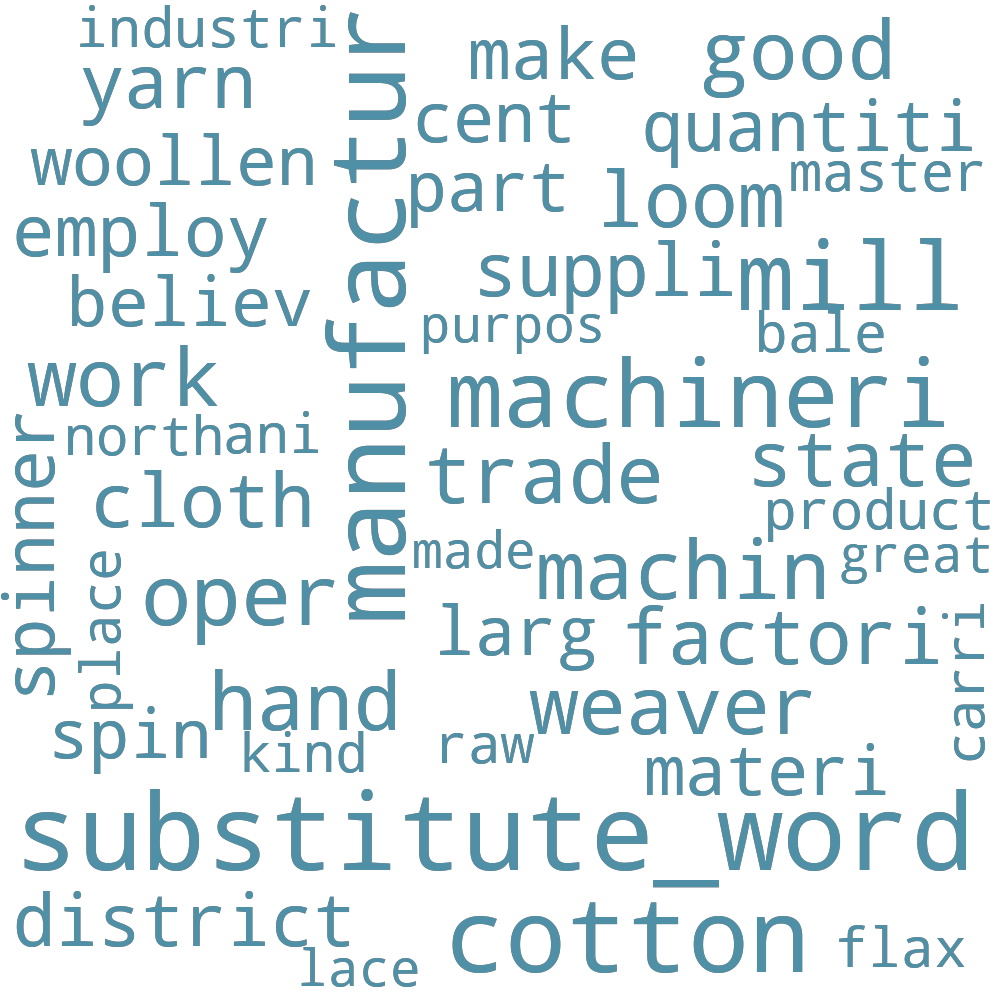 industri
make
good
yarn
manufactur
cent
quantiti
woollen
part
loom
master
employ
suppli
mill
believ
purpos
bale
work
machineri
northani
trade
state
spinner
cloth
product
made
machin
great
place
oper
larg
factori
carri
hand
weaver
spin
kind
raw
materi
substitute_word
district
cotton
flax
lace